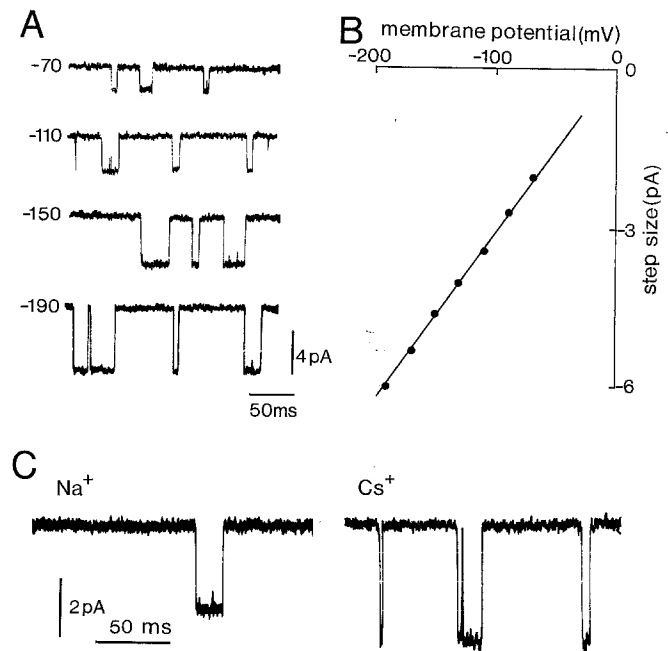 A
-70
-110
-150
-190
4pA
50ms
B
membrane potential(mV)
-200
-100
0
0
-3
-6
step size(pA)
C
Na+
Cs+
2pA
50 ms